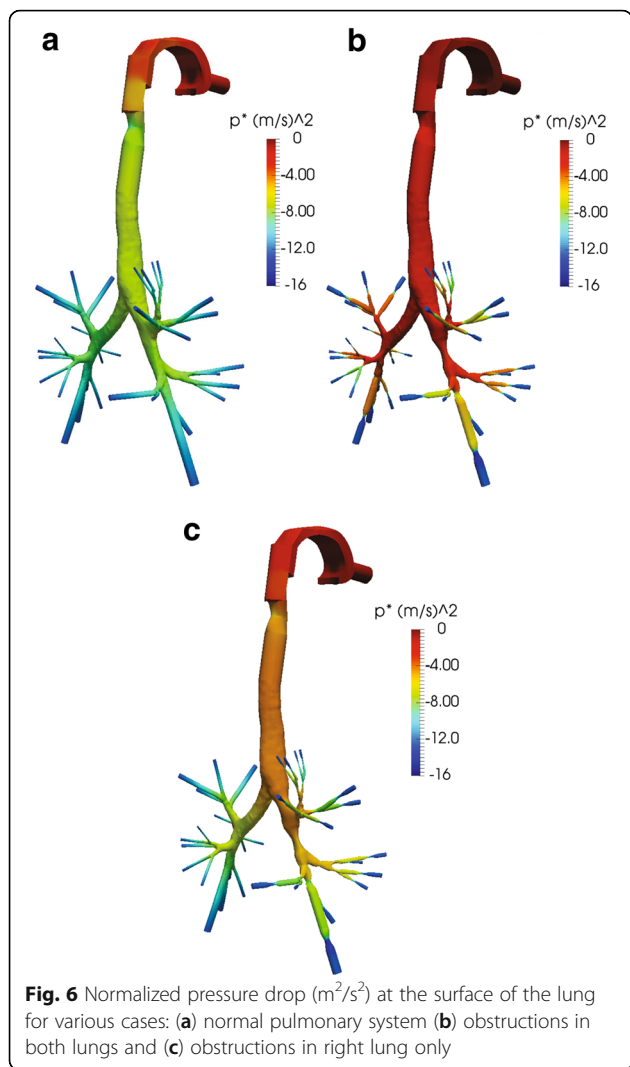 a
b
p* (m/s)^2
0
-4.00
-8.00
-12.0
-16
p* (m/s)^2
0
-4.00
-8.00
-12.0
-16
c
p* (m/s)^2
0
-4.00
-8.00
-12.0
-16
Fig. 6 Normalized pressure drop (m²/s²) at the surface of the lung
for various cases: (a) normal pulmonary system (b) obstructions in
both lungs and (c) obstructions in right lung only